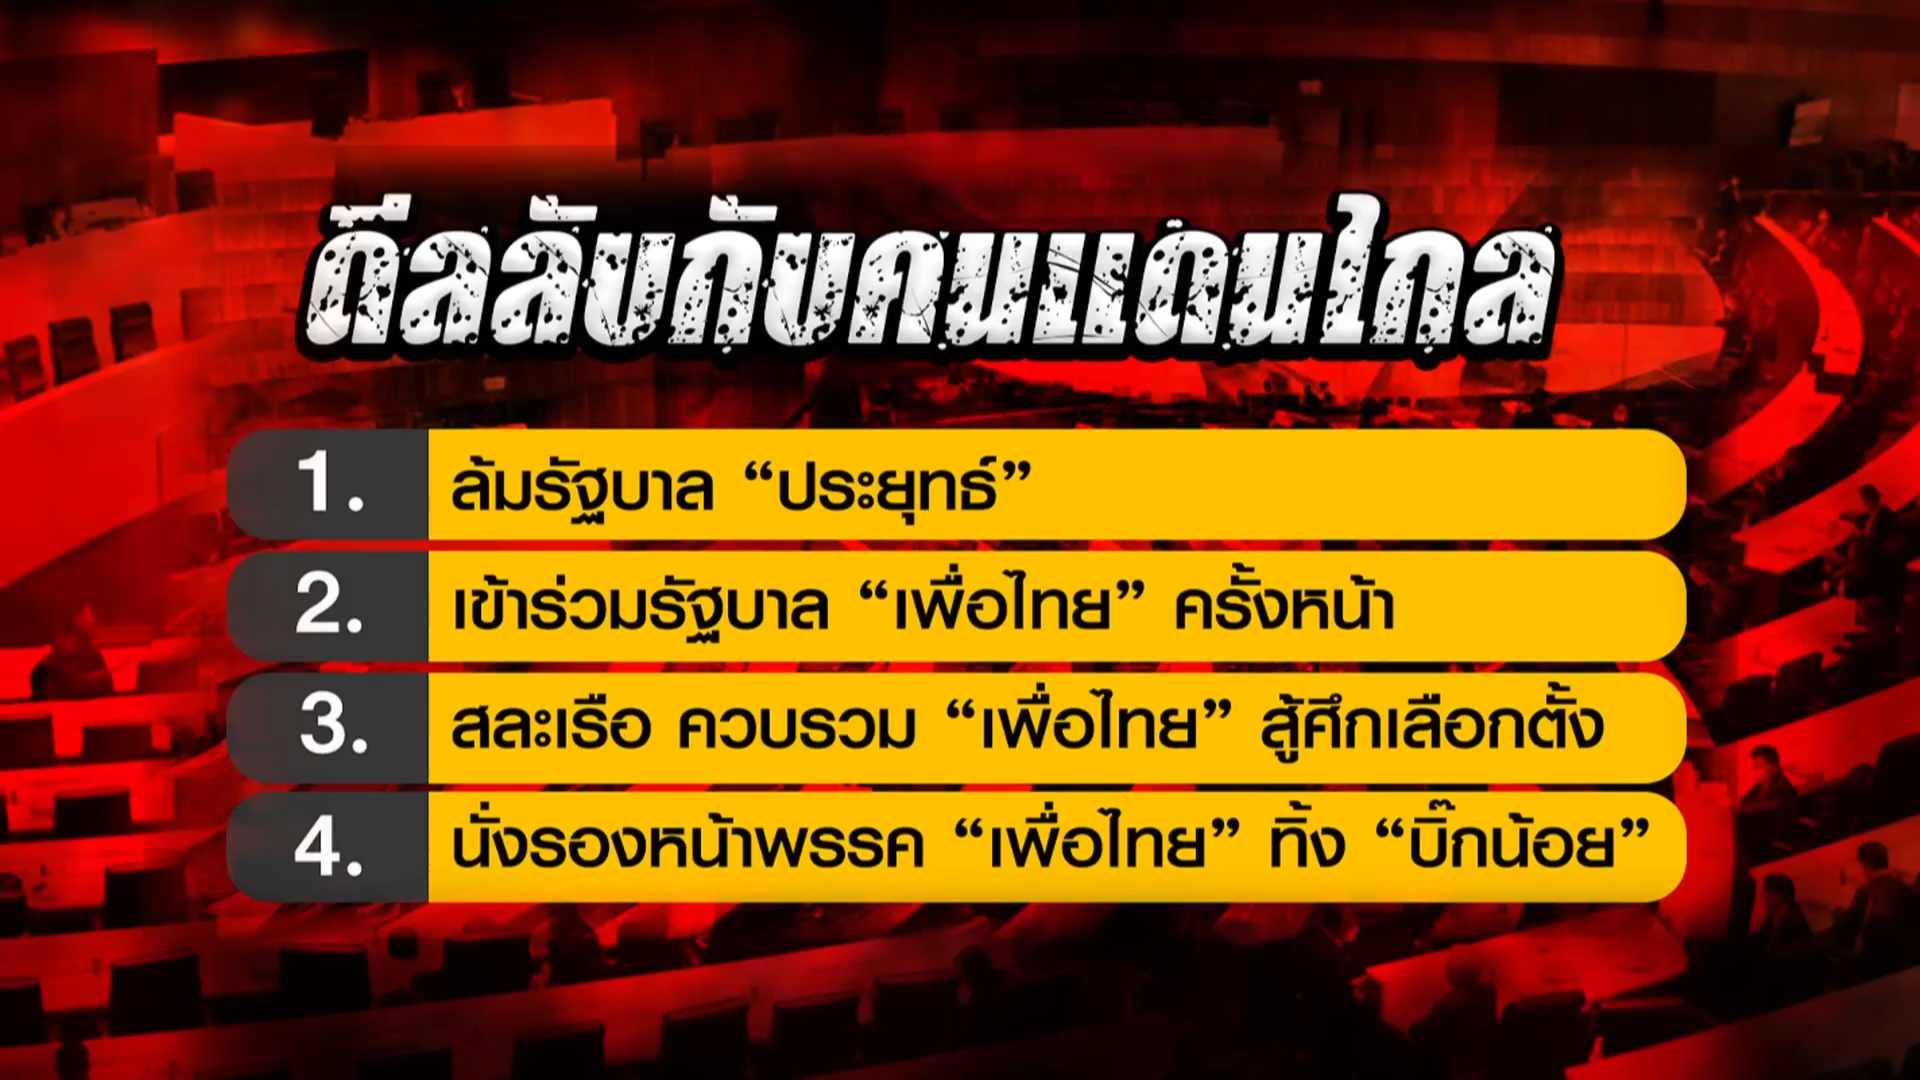 ดีลลับกับคนแดนไกล
1. ล้มรัฐบาล “ประยุทธ์”
2. เข้าร่วมรัฐบาล “เพื่อไทย” ครั้งหน้า
3. สละเรือ ควบรวม “เพื่อไทย” สู้ศึกเลือกตั้ง
4. นั่งรองหน้าพรรค “เพื่อไทย” ทิ้ง “บิ๊กน้อย”